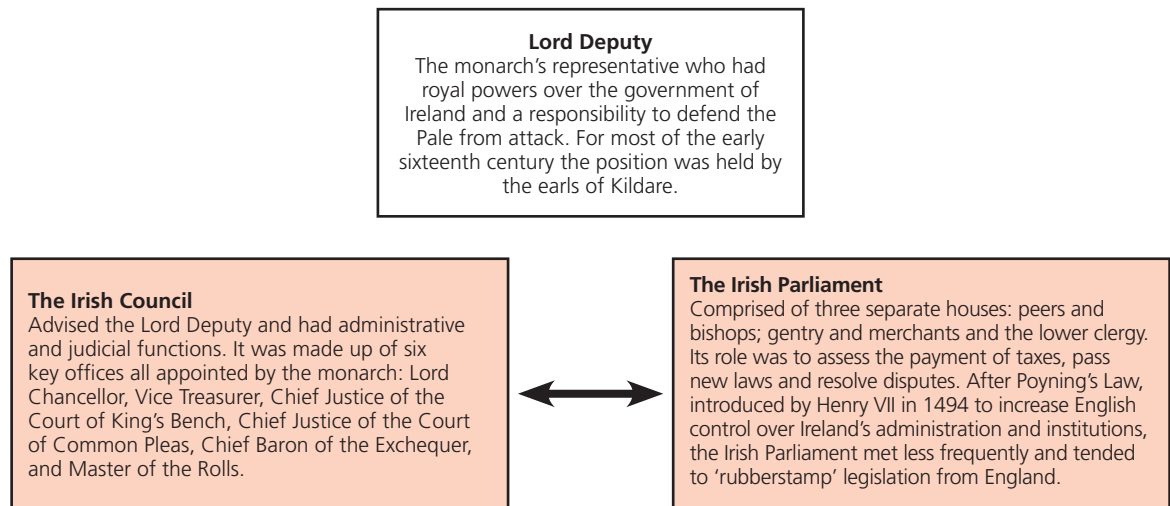 Lord Deputy
The monarch’s representative who had
royal powers over the government of
Ireland and a responsibility to defend the
Pale from attack. For most of the early
sixteenth century the position was held by
the earls of Kildare.
The Irish Council
Advised the Lord Deputy and had administrative
and judicial functions. It was made up of six
key offices all appointed by the monarch: Lord
Chancellor, Vice Treasurer, Chief Justice of the
Court of King’s Bench, Chief Justice of the Court
of Common Pleas, Chief Baron of the Exchequer,
and Master of the Rolls.
The Irish Parliament
Comprised of three separate houses: peers and
bishops; gentry and merchants and the lower clergy.
Its role was to assess the payment of taxes, pass
new laws and resolve disputes. After Poyning’s Law,
introduced by Henry VII in 1494 to increase English
control over Ireland’s administration and institutions,
the Irish Parliament met less frequently and tended
to ‘rubberstamp’ legislation from England.